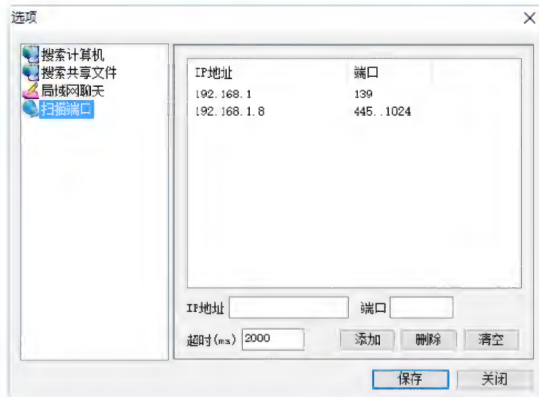 选项
搜索计算机
搜索共享文件
局域网聊天
扫描端口
IP地址 端口
192.168.1 139
192.168.1.8 445..1024
IP地址 端口
超时(ms) 2000 添加 删除 清空
保存 关闭